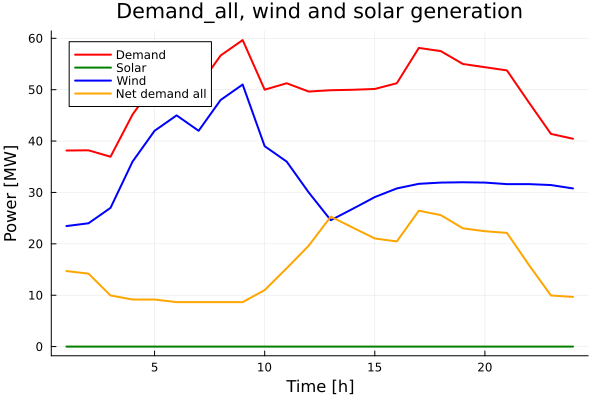 Demand_all, wind and solar generation
Power [MW]
60
50
40
30
20
10
0
Demand
Solar
Wind
Net demand all
5 10 15 20
Time [h]